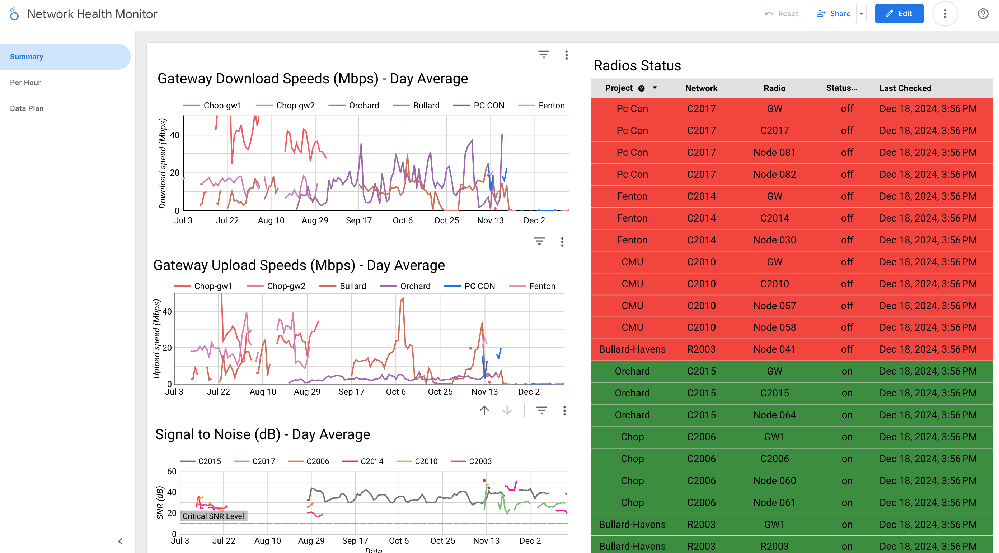 Network Health Monitor
Reset
Share
Edit
Summary
Per Hour
Data Plan
Gateway Download Speeds (Mbps) - Day Average
Chop-gw1 Chop-gw2 Orchard Bullard PC CON Fenton
Download speed (Mbps)
40
20
0
Jul 3 Jul 22 Aug 10 Aug 29 Sep 17 Oct 6 Oct 25 Nov 13 Dec 2
Gateway Upload Speeds (Mbps) - Day Average
Chop-gw1 Chop-gw2 Bullard Orchard PC CON Fenton
Upload speed (Mbps)
40
20
0
Jul 3 Jul 22 Aug 10 Aug 29 Sep 17 Oct 6 Oct 25 Nov 13 Dec 2
Signal to Noise (dB) - Day Average
C2015 C2017 C2006 C2014 C2010 C2003
SNR (dB)
60
40
20
Critical SNR Level
0
Jul 3 Jul 22 Aug 10 Aug 29 Sep 17 Oct 6 Oct 25 Nov 13 Dec 2
Date
Radios Status
Project 2 Network Radio Status... Last Checked
Pc Con C2017 GW off Dec 18, 2024, 3:56 PM
Pc Con C2017 C2017 off Dec 18, 2024, 3:56 PM
Pc Con C2017 Node 081 off Dec 18, 2024, 3:56 PM
Pc Con C2017 Node 082 off Dec 18, 2024, 3:56 PM
Fenton C2014 GW off Dec 18, 2024, 3:56 PM
Fenton C2014 C2014 off Dec 18, 2024, 3:56 PM
Fenton C2014 Node 030 off Dec 18, 2024, 3:56 PM
CMU C2010 GW off Dec 18, 2024, 3:56 PM
CMU C2010 C2010 off Dec 18, 2024, 3:56 PM
CMU C2010 Node 057 off Dec 18, 2024, 3:56 PM
CMU C2010 Node 058 off Dec 18, 2024, 3:56 PM
Bullard-Havens R2003 Node 041 off Dec 18, 2024, 3:56 PM
Orchard C2015 GW on Dec 18, 2024, 3:56 PM
Orchard C2015 C2015 on Dec 18, 2024, 3:56 PM
Orchard C2015 Node 064 on Dec 18, 2024, 3:56 PM
Chop C2006 GW1 on Dec 18, 2024, 3:56 PM
Chop C2006 C2006 on Dec 18, 2024, 3:56 PM
Chop C2006 Node 060 on Dec 18, 2024, 3:56 PM
Chop C2006 Node 061 on Dec 18, 2024, 3:56 PM
Bullard-Havens R2003 GW1 on Dec 18, 2024, 3:56 PM
Bullard-Havens R2003 R2003 on Dec 18, 2024, 3:56 PM